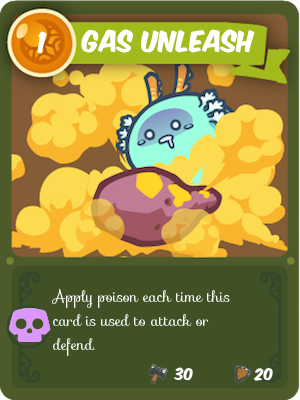 1 GAS UNLEASH
Apply poison each time this
card is used to attack or
defend.
30 20